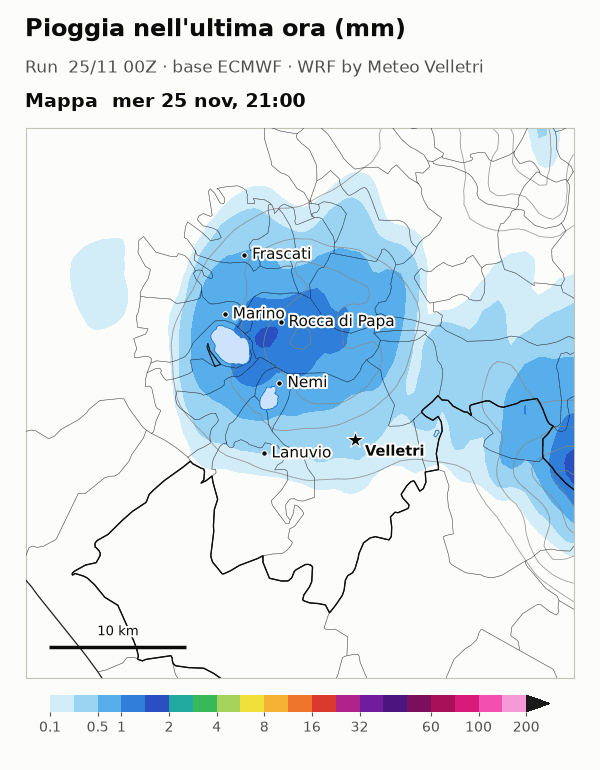 Pioggia nell'ultima ora (mm)
Run  25/11 00Z · base ECMWF · WRF by Meteo Velletri
Mappa  mer 25 nov, 21:00
Frascati
Marino
Rocca di Papa
Nemi
Lanuvio
Velletri
10 km
0.1 0.5 1 2 4 8 16 32 60 100 200